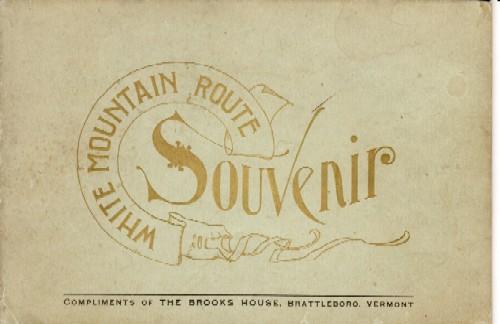 WHITE MOUNTAIN ROUTE
Souvenir
COMPLIMENTS OF THE BROOKS HOUSE, BRATTLEBORO, VERMONT